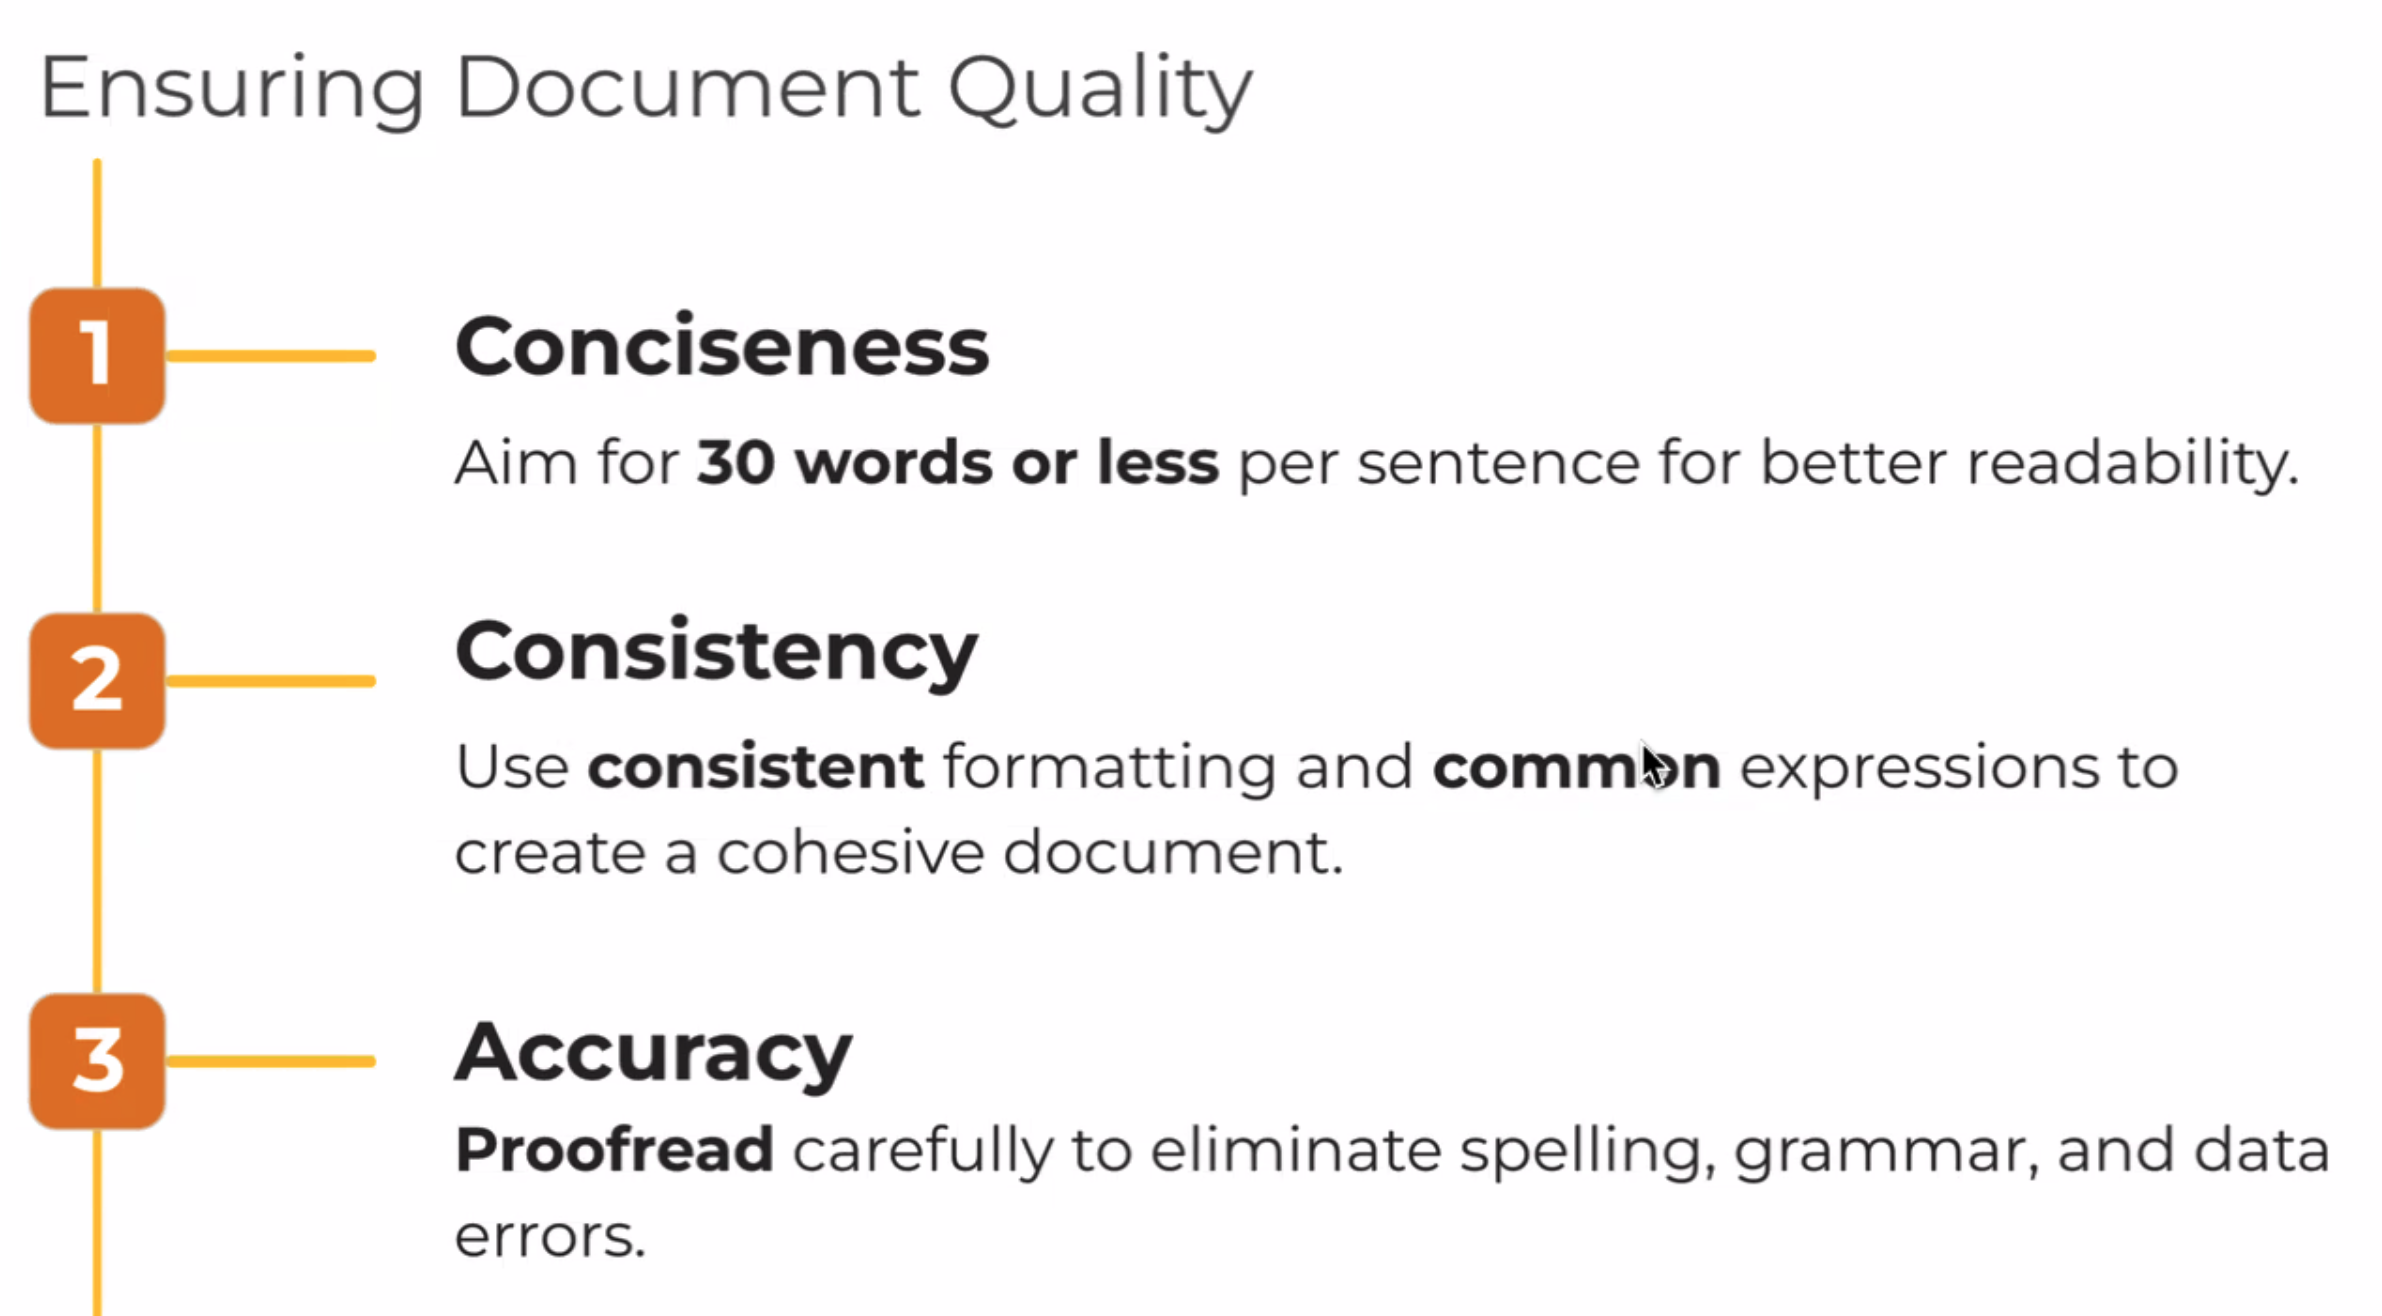 Ensuring Document Quality
1
Conciseness
Aim for 30 words or less per sentence for better readability.
2
Consistency
Use consistent formatting and common expressions to
create a cohesive document.
3
Accuracy
Proofread carefully to eliminate spelling, grammar, and data
errors.